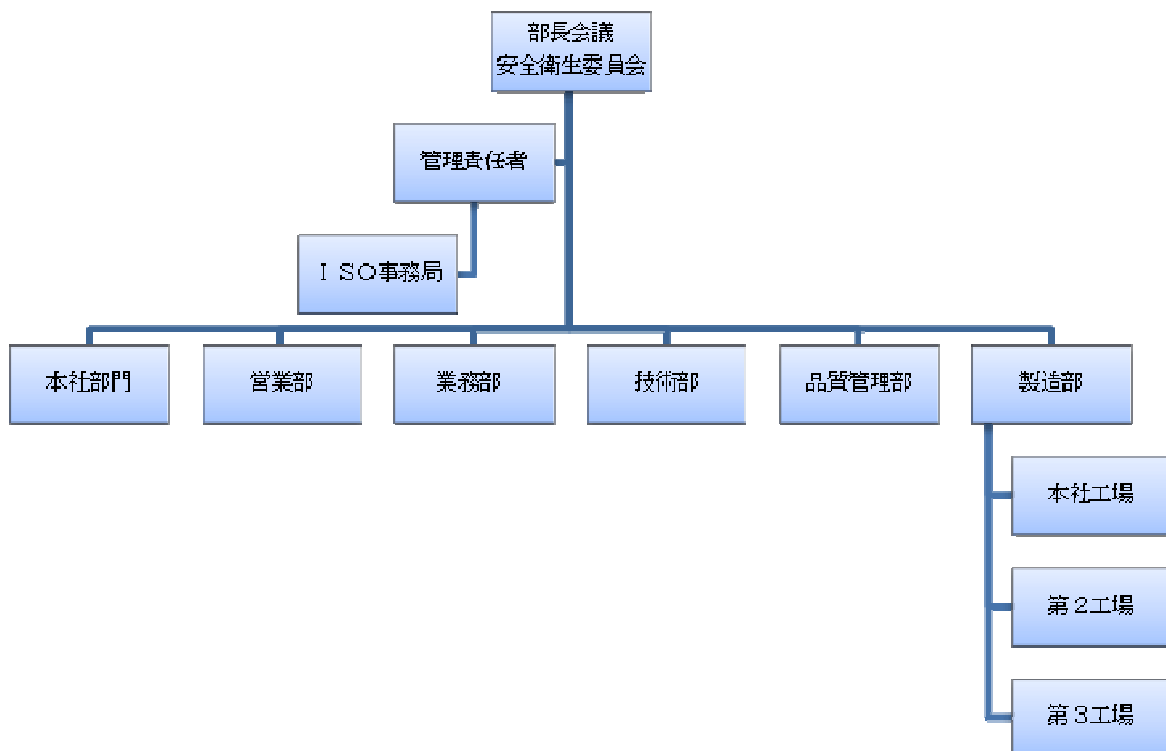 部長会議
安全衛生委員会
管理責任者
ＩＳＯ事務局
本社部門
営業部
業務部
技術部
品質管理部
製造部
本社工場
第２工場
第３工場